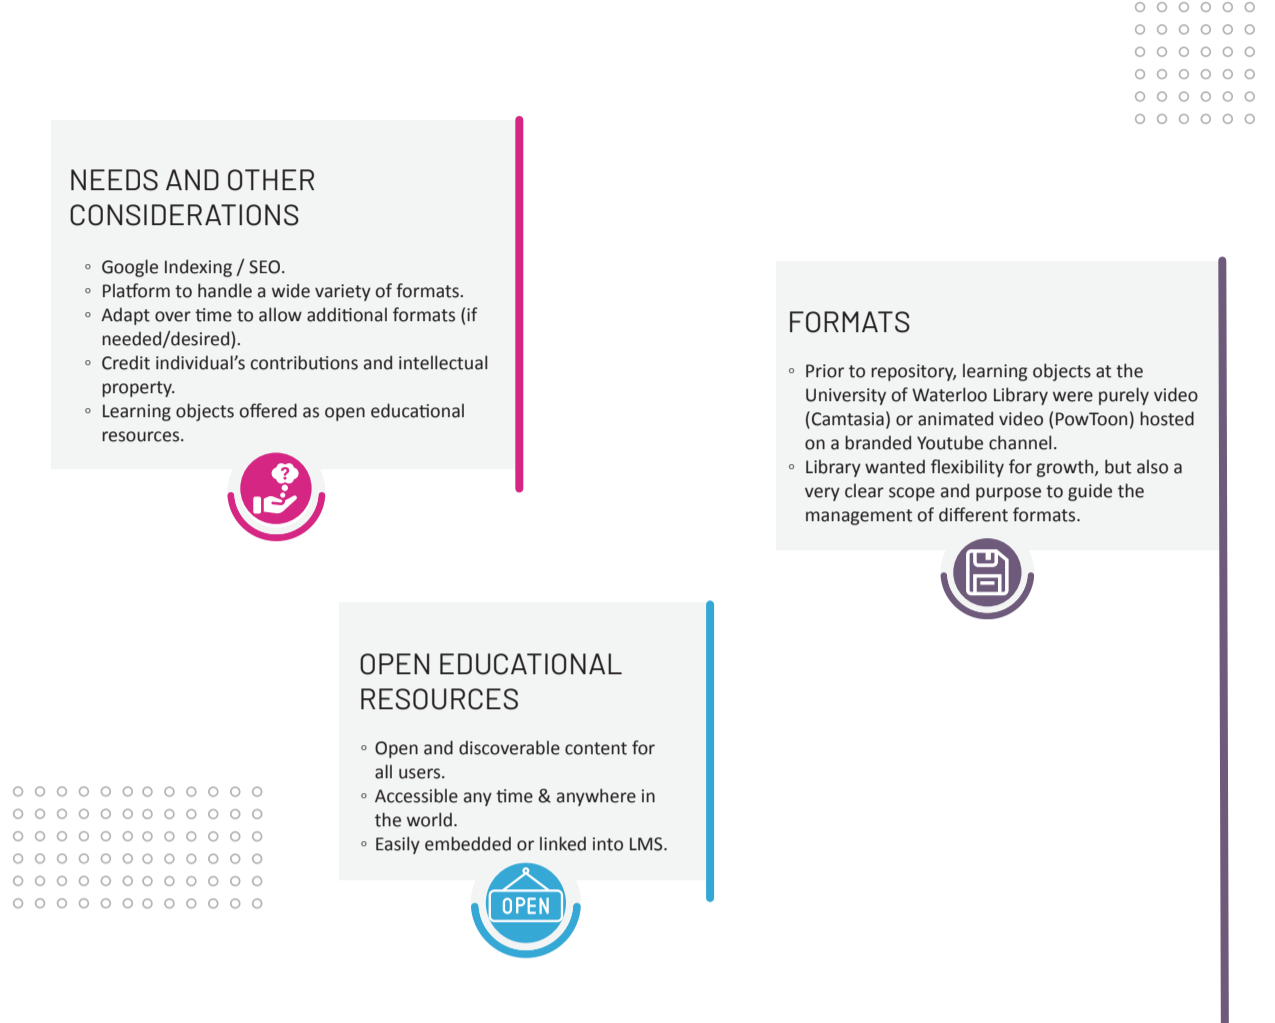 NEEDS AND OTHER
CONSIDERATIONS
◦ Google Indexing / SEO.
◦ Platform to handle a wide variety of formats.
◦ Adapt over time to allow additional formats (if
needed/desired).
◦ Credit individual's contributions and intellectual
property.
◦ Learning objects offered as open educational
resources.
?
FORMATS
◦ Prior to repository, learning objects at the
University of Waterloo Library were purely video
(Camtasia) or animated video (PowToon) hosted
on a branded Youtube channel.
◦ Library wanted flexibility for growth, but also a
very clear scope and purpose to guide the
management of different formats.
OPEN EDUCATIONAL
RESOURCES
◦ Open and discoverable content for
all users.
◦ Accessible any time & anywhere in
the world.
◦ Easily embedded or linked into LMS.
OPEN